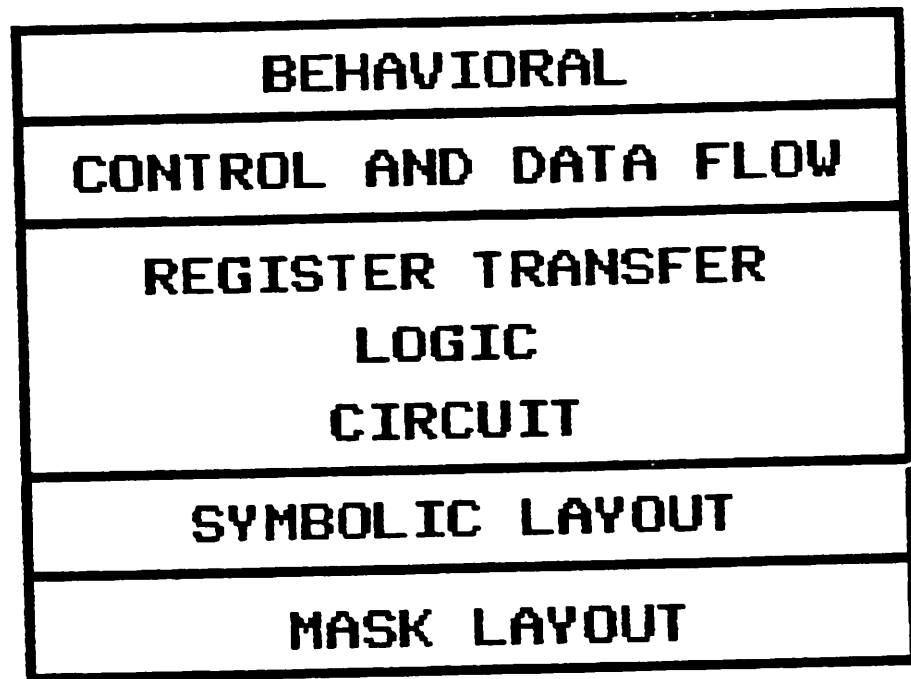 BEHAVIORAL
CONTROL AND DATA FLOW
REGISTER TRANSFER
LOGIC
CIRCUIT
SYMBOLIC LAYOUT
MASK LAYOUT